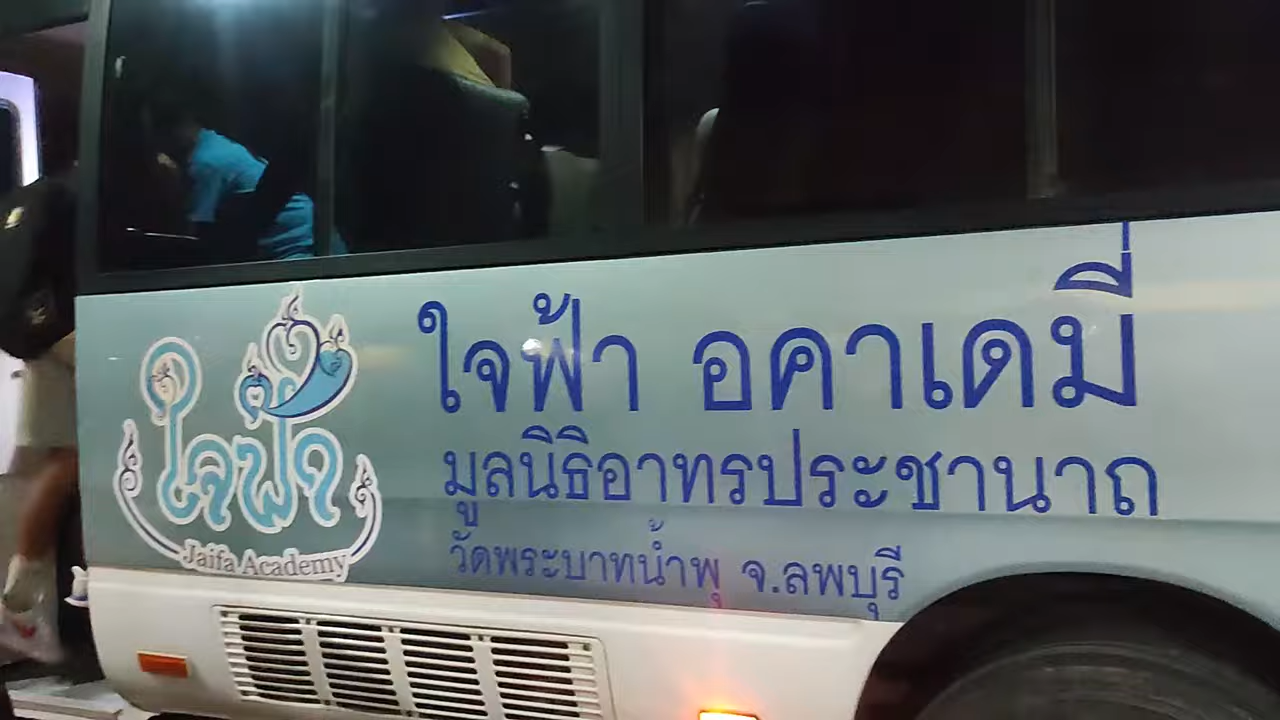 ใจฟ้า
Jaifa Academy
ใจฟ้า อคาเดมี่
มูลนิธิอาทรประชานาถ
วัดพระบาทน้ำพุ จ.ลพบุรี